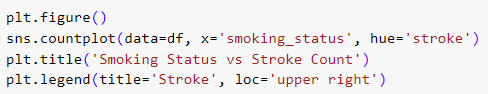 plt.figure()
sns.countplot(data=df, x='smoking_status', hue='stroke')
plt.title('Smoking Status vs Stroke Count')
plt.legend(title='Stroke', loc='upper right')